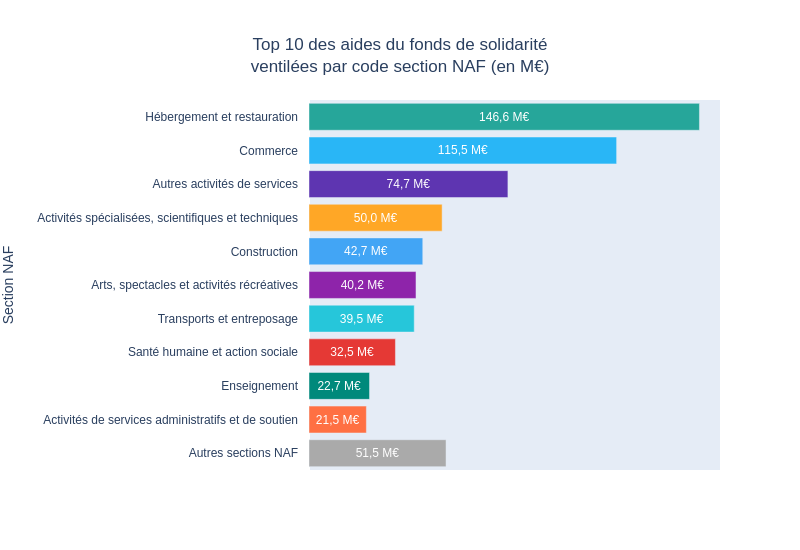 Top 10 des aides du fonds de solidarité
ventilées par code section NAF (en M€)
Section NAF
Hébergement et restauration 146,6 M€
Commerce 115,5 M€
Autres activités de services 74,7 M€
Activités spécialisées, scientifiques et techniques 50,0 M€
Construction 42,7 M€
Arts, spectacles et activités récréatives 40,2 M€
Transports et entreposage 39,5 M€
Santé humaine et action sociale 32,5 M€
Enseignement 22,7 M€
Activités de services administratifs et de soutien 21,5 M€
Autres sections NAF 51,5 M€